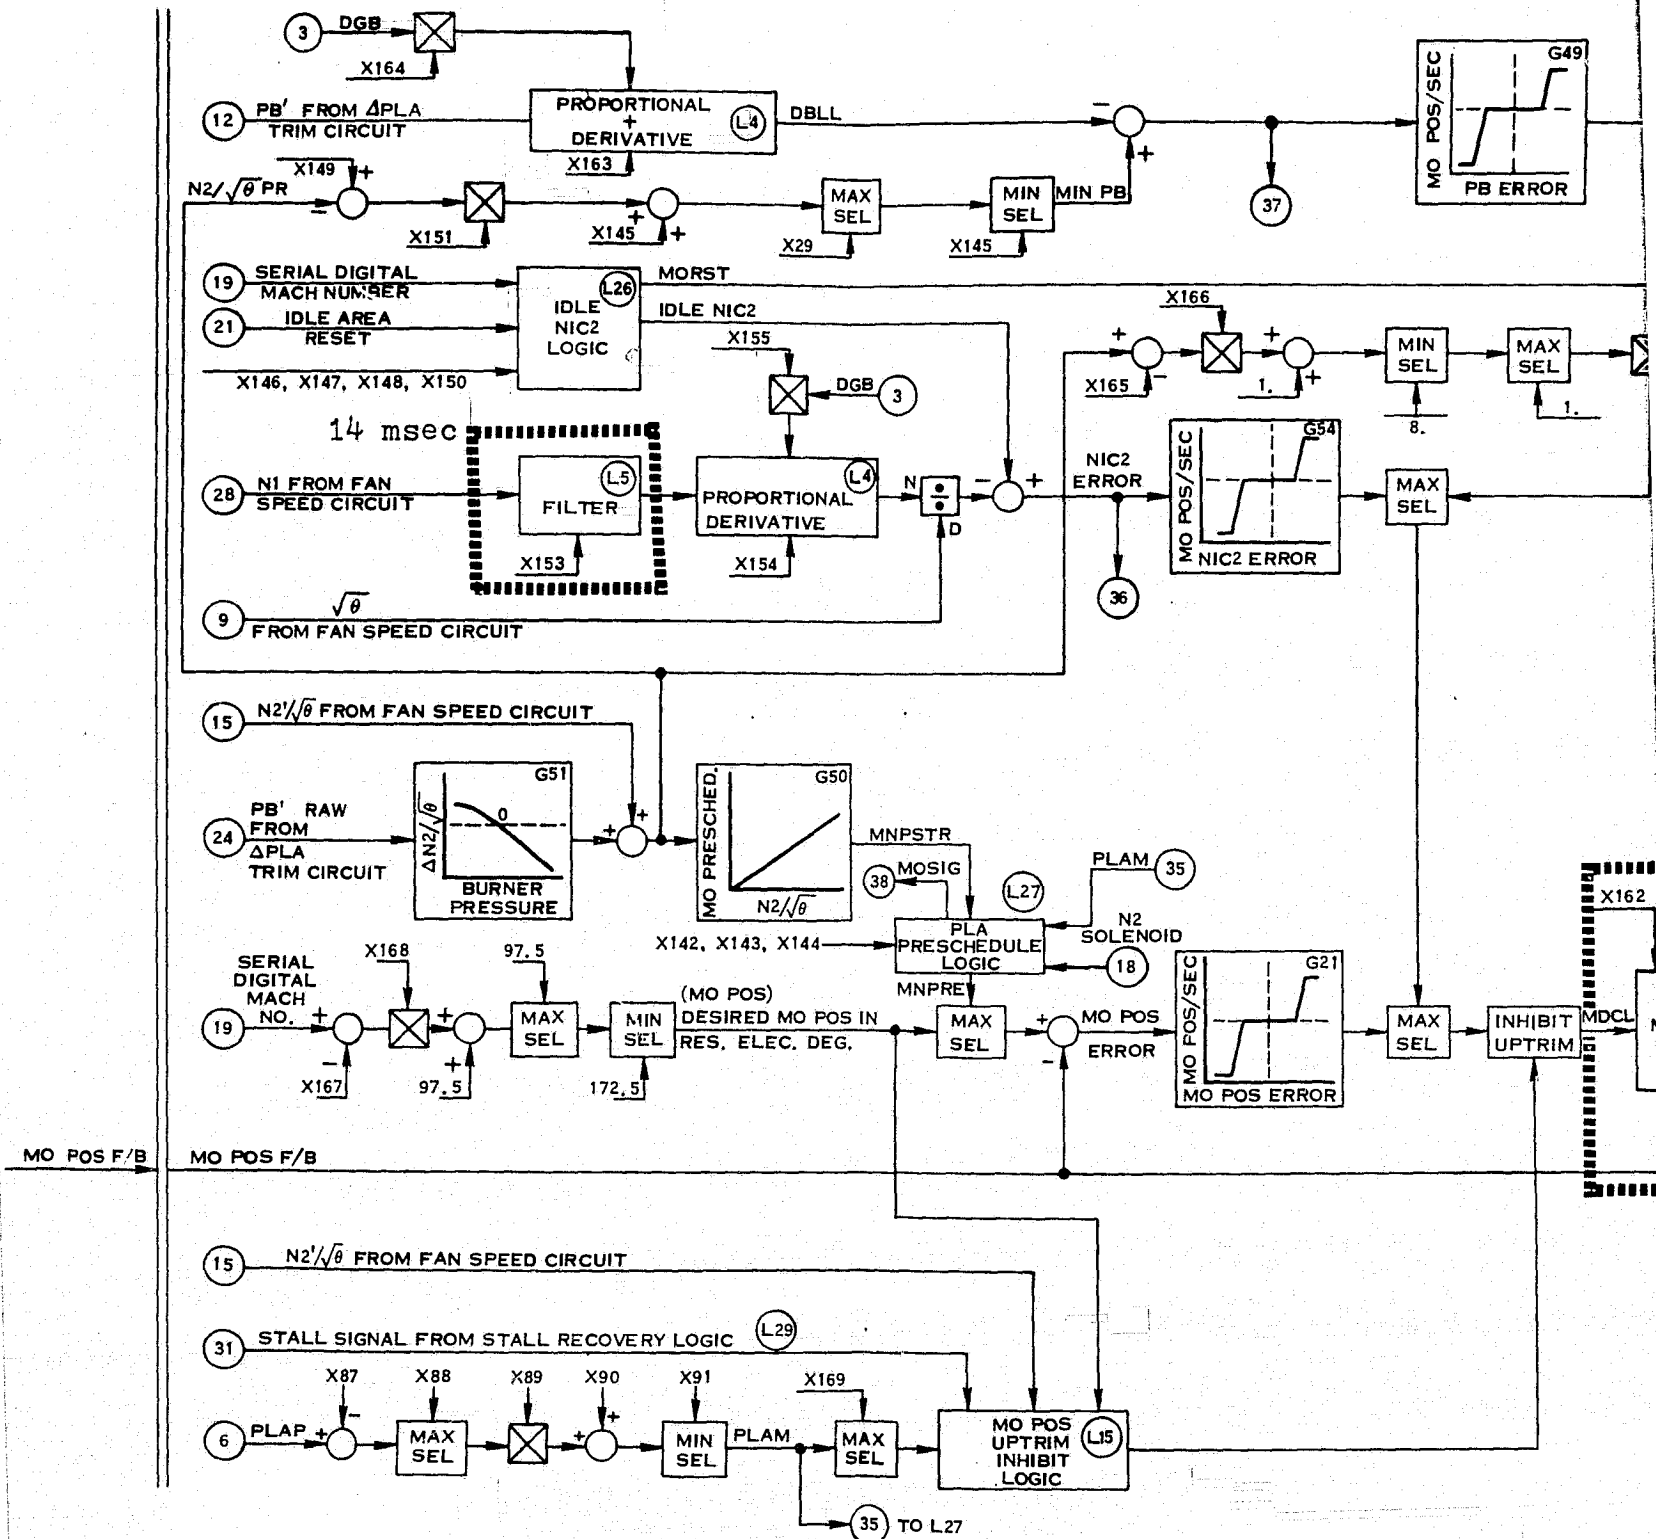 3 DGB
X164
12 PB' FROM ΔPLA
TRIM CIRCUIT
PROPORTIONAL
+
DERIVATIVE
L4
DBLL
−
+
X163
G49
MO POS/SEC
PB ERROR
37
X149
+
N2/√θ PR
−
X151
X145
+
+
MAX
SEL
X29
MIN
SEL
X145
MIN PB
19 SERIAL DIGITAL
MACH NUMBER
21 IDLE AREA
RESET
X146, X147, X148, X150
L26
IDLE
NIC2
LOGIC
MORST
IDLE NIC2
X155
DGB 3
X166
+
−
X165
+
+
1.
MIN
SEL
8.
MAX
SEL
1.
14 msec
28 N1 FROM FAN
SPEED CIRCUIT
L5
FILTER
X153
L4
PROPORTIONAL
DERIVATIVE
X154
N
÷
D
−
+
NIC2
ERROR
36
G54
MO POS/SEC
NIC2 ERROR
MAX
SEL
9 √θ
FROM FAN SPEED CIRCUIT
15 N2'/√θ FROM FAN SPEED CIRCUIT
24 PB' RAW
FROM
ΔPLA
TRIM CIRCUIT
G51
ΔN2/√θ
0
BURNER
PRESSURE
+
+
G50
MO PRESCHED.
N2/√θ
MNPSTR
MOSIG
38
L27
PLAM 35
X142, X143, X144
PLA
PRESCHEDULE
LOGIC
N2
SOLENOID
18
MNPRE
19 SERIAL
DIGITAL
MACH
NO.
+
−
X167
X168
+
+
97.5
97.5
MAX
SEL
MIN
SEL
172.5
(MO POS)
DESIRED MO POS IN
RES. ELEC. DEG.
MAX
SEL
+
−
MO POS
ERROR
G21
MO POS/SEC
MO POS ERROR
MAX
SEL
INHIBIT
UPTRIM
MDCL
X162
MO POS F/B
MO POS F/B
15 N2'/√θ FROM FAN SPEED CIRCUIT
31 STALL SIGNAL FROM STALL RECOVERY LOGIC L29
6 PLAP +
X87
−
X88
MAX
SEL
X89
X90
+
+
X91
MIN
SEL
PLAM
X169
MAX
SEL
MO POS
UPTRIM
INHIBIT
LOGIC
L15
35 TO L27